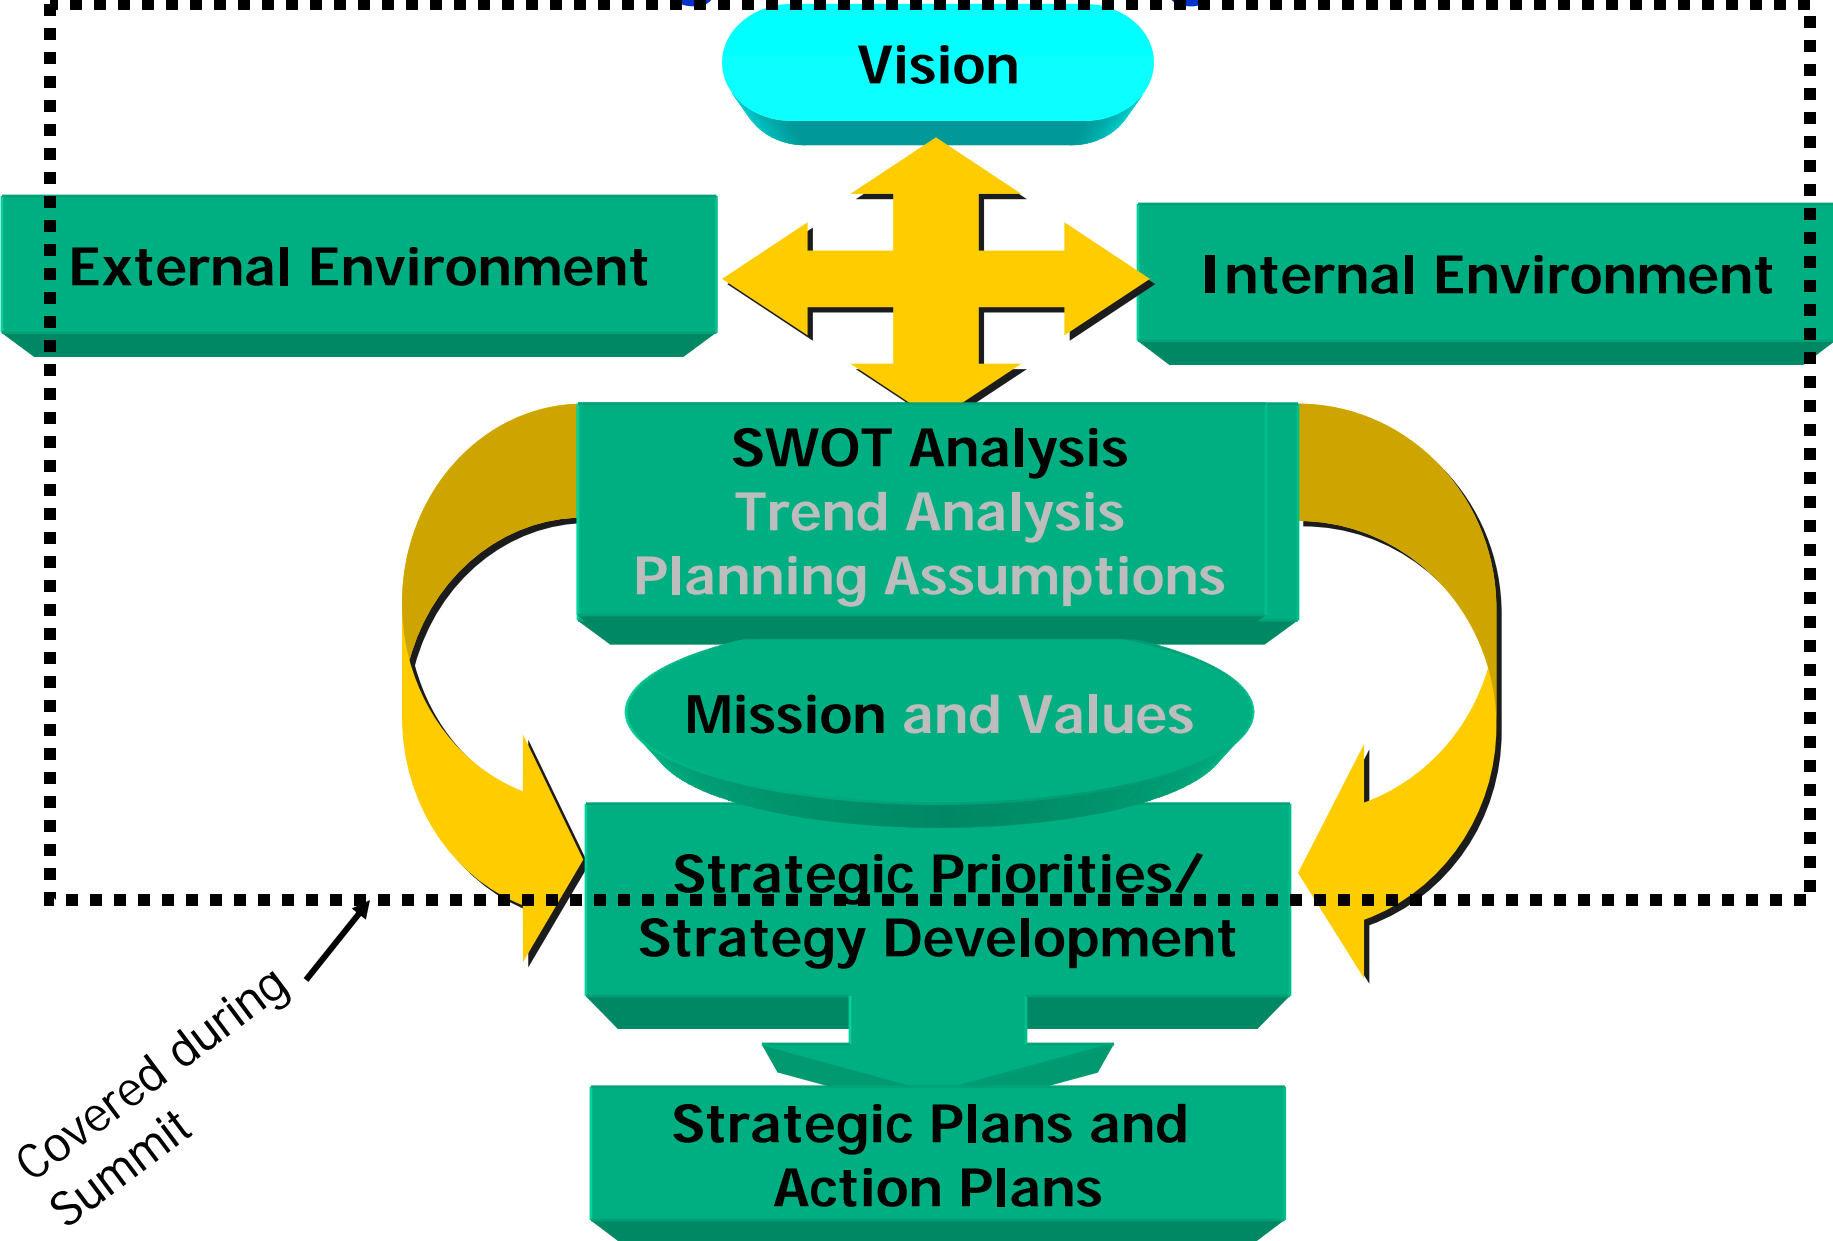 Vision
External Environment
Internal Environment
SWOT Analysis
Trend Analysis
Planning Assumptions
Mission and Values
Strategic Priorities/
Strategy Development
Covered during
Summit
Strategic Plans and
Action Plans